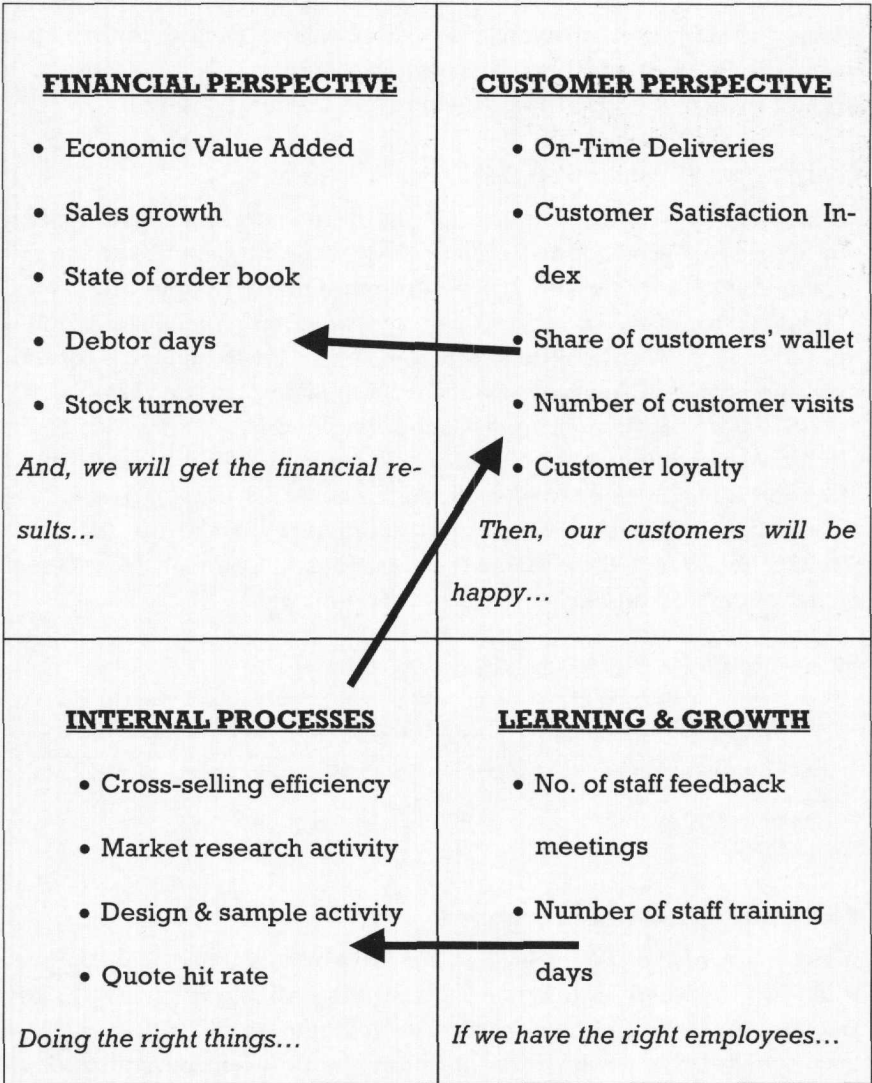 FINANCIAL PERSPECTIVE
• Economic Value Added
• Sales growth
• State of order book
• Debtor days
• Stock turnover
And, we will get the financial re-
sults...
CUSTOMER PERSPECTIVE
• On-Time Deliveries
• Customer Satisfaction In-
dex
• Share of customers' wallet
• Number of customer visits
• Customer loyalty
Then, our customers will be
happy...
INTERNAL PROCESSES
• Cross-selling efficiency
• Market research activity
• Design & sample activity
• Quote hit rate
Doing the right things...
LEARNING & GROWTH
• No. of staff feedback
meetings
• Number of staff training
days
If we have the right employees...